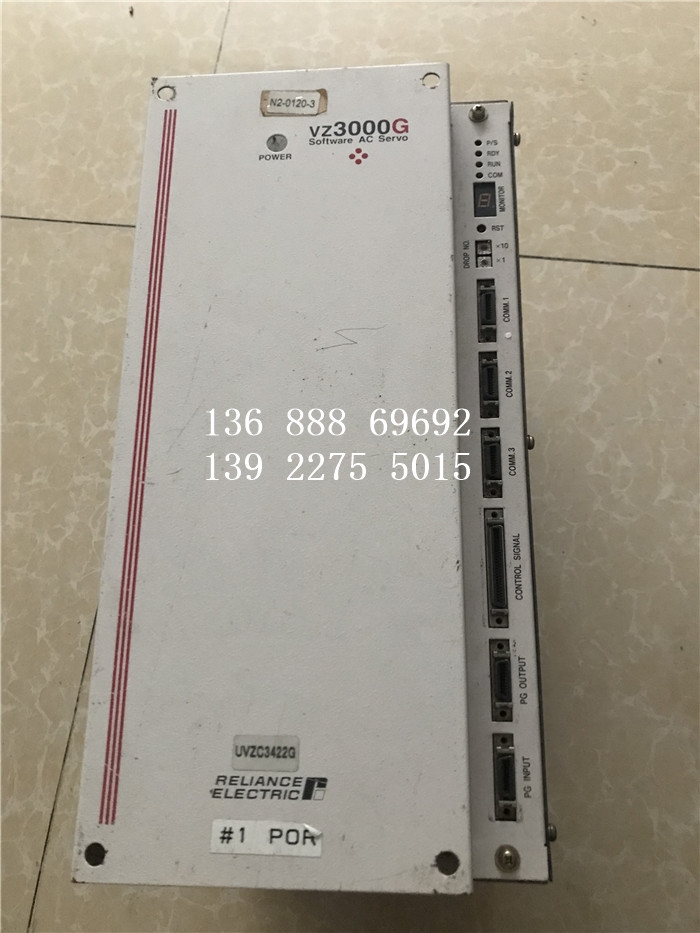 N2-0120-3
VZ3000G
Software AC Servo
POWER
P/S
RDY
RUN
COM
8
MONITOR
RST
DROP NO.
×10
×1
COMM.1
COMM.2
COMM.3
136 888 69692
139 2275 5015
CONTROL SIGNAL
PG OUTPUT
PG INPUT
UVZC3422G
RELIANCE
ELECTRIC
#1 POR